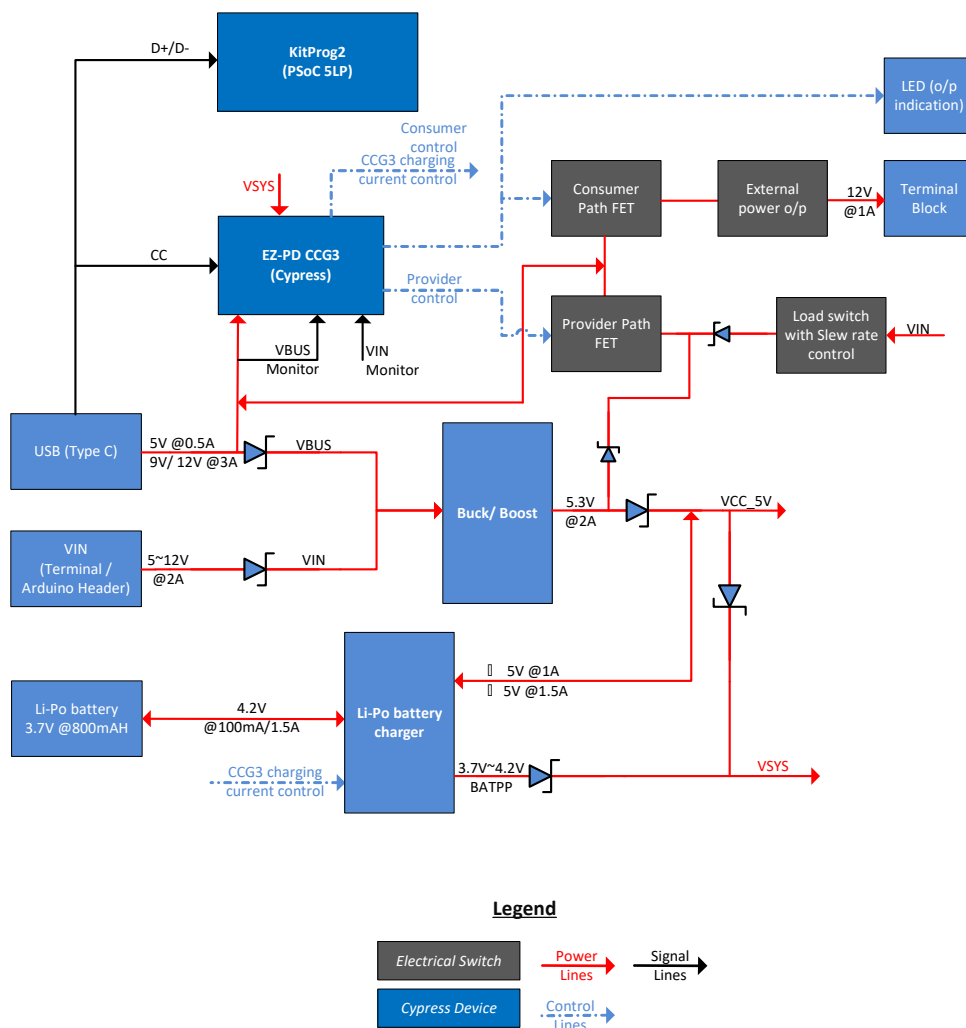 D+/D-
KitProg2
(PSoC 5LP)
LED (o/p
indication)
Consumer
control
CCG3 charging
current control
VSYS
Consumer
Path FET
External
power o/p
12V
@1A
Terminal
Block
CC
EZ-PD CCG3
(Cypress)
Provider
control
Provider Path
FET
Load switch
with Slew rate
control
VIN
VBUS
Monitor
VIN
Monitor
USB (Type C)
5V @0.5A
9V/ 12V @3A
VBUS
Buck/ Boost
5.3V
@2A
VCC_5V
VIN
(Terminal /
Arduino Header)
5~12V
@2A
VIN
5V @1A
5V @1.5A
Li-Po battery
3.7V @800mAH
4.2V
@100mA/1.5A
Li-Po battery
charger
CCG3 charging
current control
3.7V~4.2V
BATPP
VSYS
Legend
Electrical Switch
Power
Lines
Signal
Lines
Cypress Device
Control
Lines